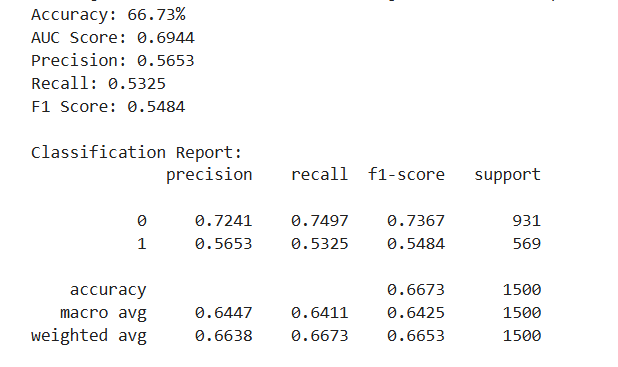 Accuracy: 66.73%
AUC Score: 0.6944
Precision: 0.5653
Recall: 0.5325
F1 Score: 0.5484
Classification Report:
precision recall f1-score support
0 0.7241 0.7497 0.7367 931
1 0.5653 0.5325 0.5484 569
accuracy 0.6673 1500
macro avg 0.6447 0.6411 0.6425 1500
weighted avg 0.6638 0.6673 0.6653 1500